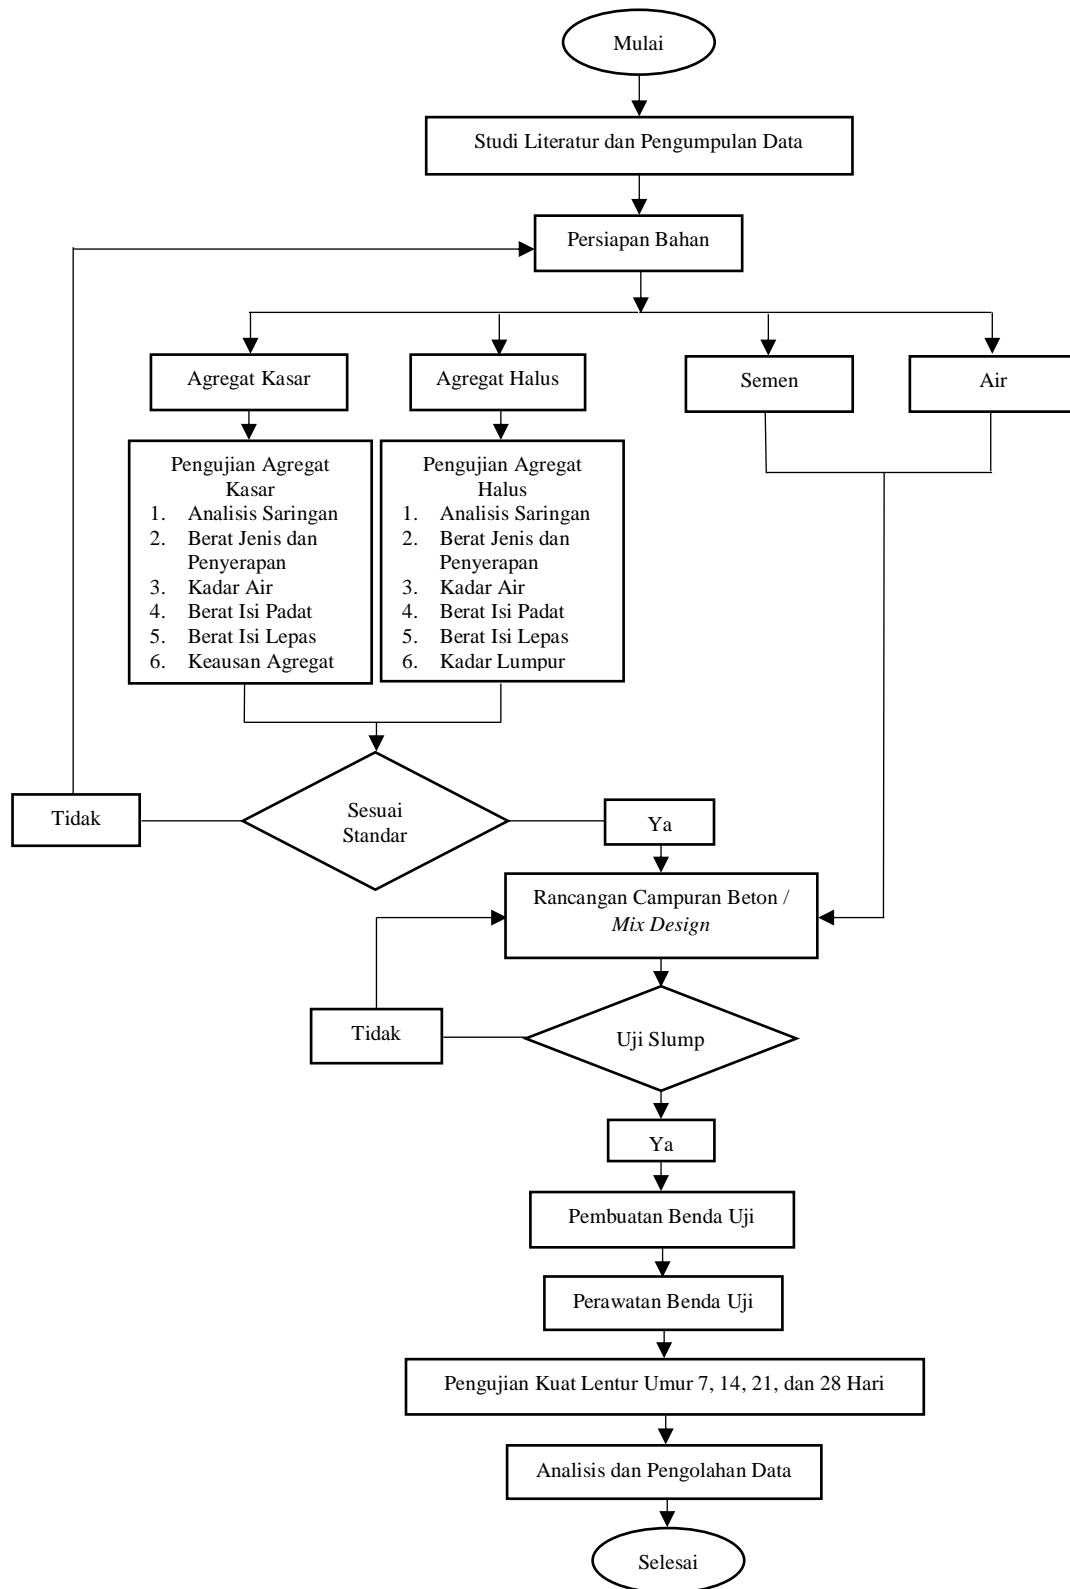 Mulai
Studi Literatur dan Pengumpulan Data
Persiapan Bahan
Agregat Kasar
Agregat Halus
Semen
Air
Pengujian Agregat
Kasar
1. Analisis Saringan
2. Berat Jenis dan
Penyerapan
3. Kadar Air
4. Berat Isi Padat
5. Berat Isi Lepas
6. Keausan Agregat
Pengujian Agregat
Halus
1. Analisis Saringan
2. Berat Jenis dan
Penyerapan
3. Kadar Air
4. Berat Isi Padat
5. Berat Isi Lepas
6. Kadar Lumpur
Tidak
Sesuai
Standar
Ya
Rancangan Campuran Beton /
Mix Design
Tidak
Uji Slump
Ya
Pembuatan Benda Uji
Perawatan Benda Uji
Pengujian Kuat Lentur Umur 7, 14, 21, dan 28 Hari
Analisis dan Pengolahan Data
Selesai